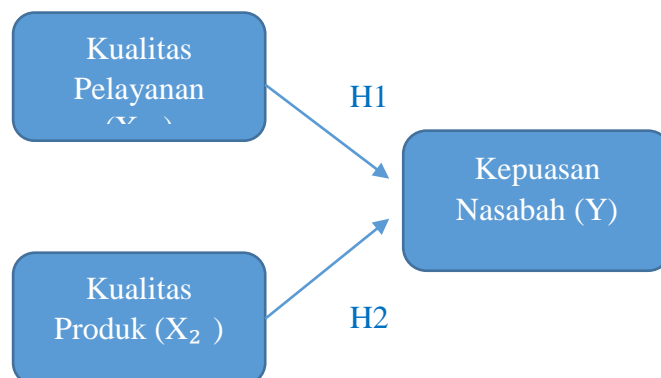 Kualitas
Pelayanan
H1
Kepuasan
Nasabah (Y)
Kualitas
Produk (X₂ )
H2